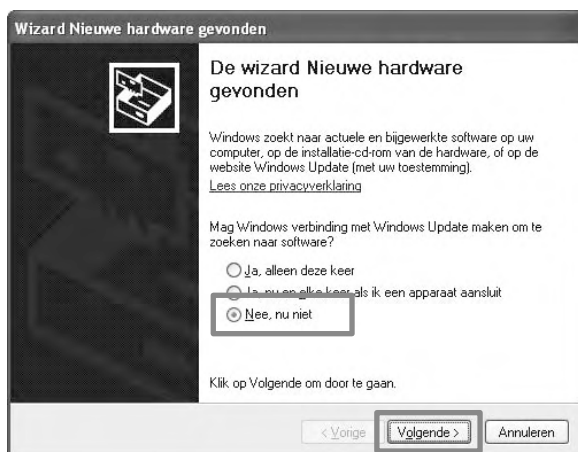 Wizard Nieuwe hardware gevonden
De wizard Nieuwe hardware
gevonden
Windows zoekt naar actuele en bijgewerkte software op uw
computer, op de installatie-cd-rom van de hardware, of op de
website Windows Update (met uw toestemming).
Lees onze privacyverklaring
Mag Windows verbinding met Windows Update maken om te
zoeken naar software?
Ja, alleen deze keer
Ja, nu en elke keer als ik een apparaat aansluit
Nee, nu niet
Klik op Volgende om door te gaan.
< Vorige
Volgende >
Annuleren